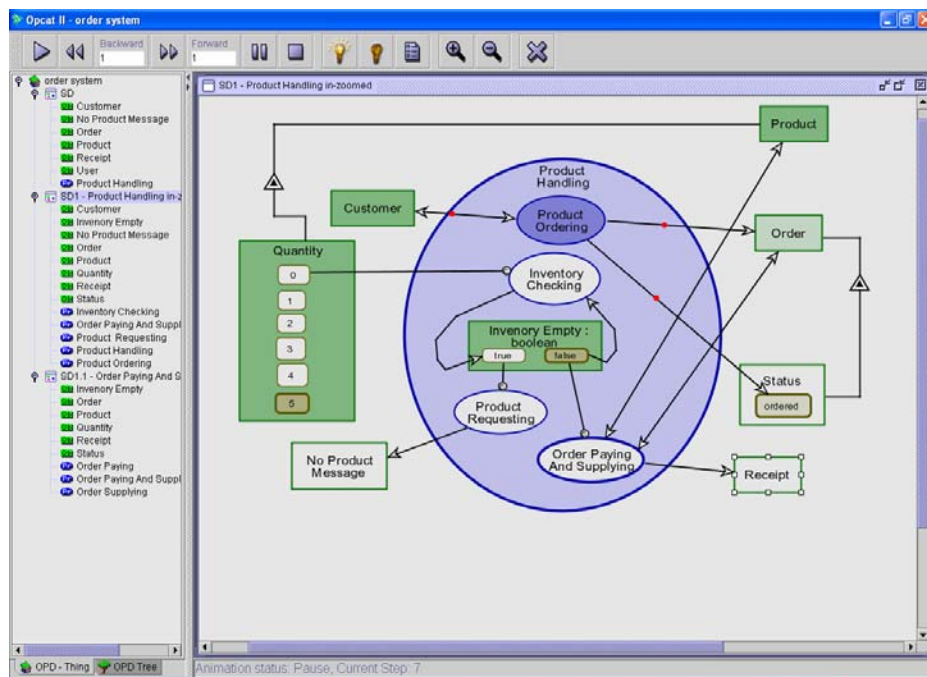 Opcat II - order system
Backward
1
Forward
1
order system
SD
Customer
No Product Message
Order
Product
Receipt
User
Product Handling
SD1 - Product Handling in-z
Customer
Invenory Empty
No Product Message
Order
Product
Quantity
Receipt
Status
Inventory Checking
Order Paying And Suppl
Product Requesting
Product Handling
Product Ordering
SD1.1 - Order Paying And S
Invenory Empty
Order
Product
Quantity
Receipt
Status
Order Paying
Order Paying And Suppl
Order Supplying
OPD - Thing
OPD Tree
SD1 - Product Handling in-zoomed
Product
Product
Handling
Customer
Product
Ordering
Order
Quantity
0
1
2
3
4
5
Inventory
Checking
Invenory Empty :
boolean
true
false
Status
ordered
Product
Requesting
No Product
Message
Order Paying
And Supplying
Receipt
Animation status: Pause, Current Step: 7